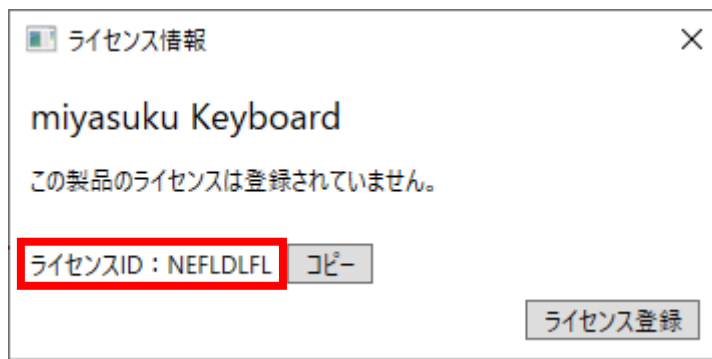 ライセンス情報
miyasuku Keyboard
この製品のライセンスは登録されていません。
ライセンスID：NEFLDLFL コピー
ライセンス登録